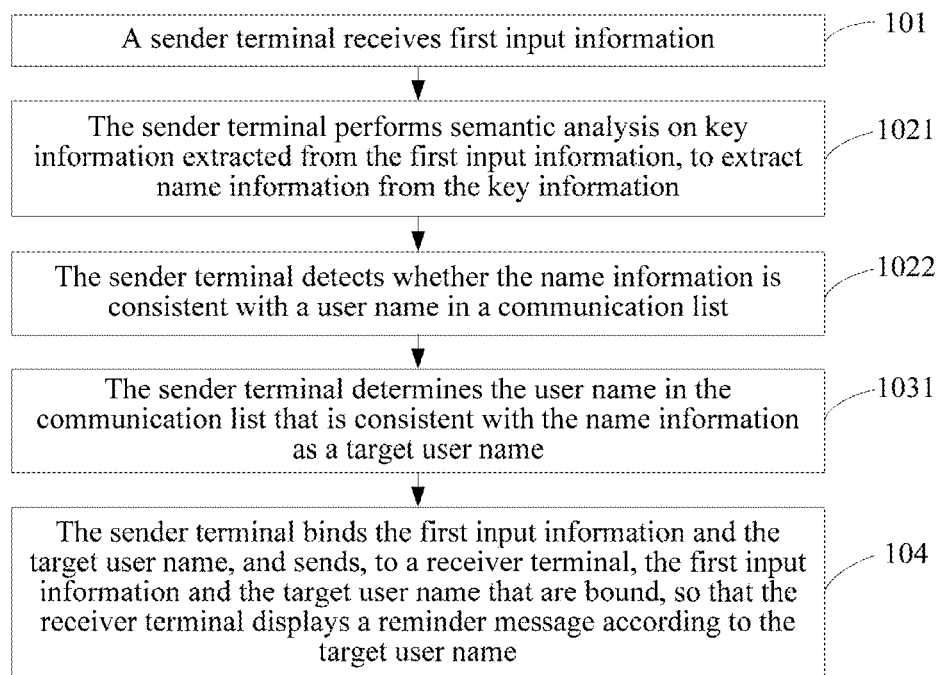 A sender terminal receives first input information
101
The sender terminal performs semantic analysis on key
information extracted from the first input information, to extract
name information from the key information
1021
The sender terminal detects whether the name information is
consistent with a user name in a communication list
1022
The sender terminal determines the user name in the
communication list that is consistent with the name information
as a target user name
1031
The sender terminal binds the first input information and the
target user name, and sends, to a receiver terminal, the first input
information and the target user name that are bound, so that the
receiver terminal displays a reminder message according to the
target user name
104